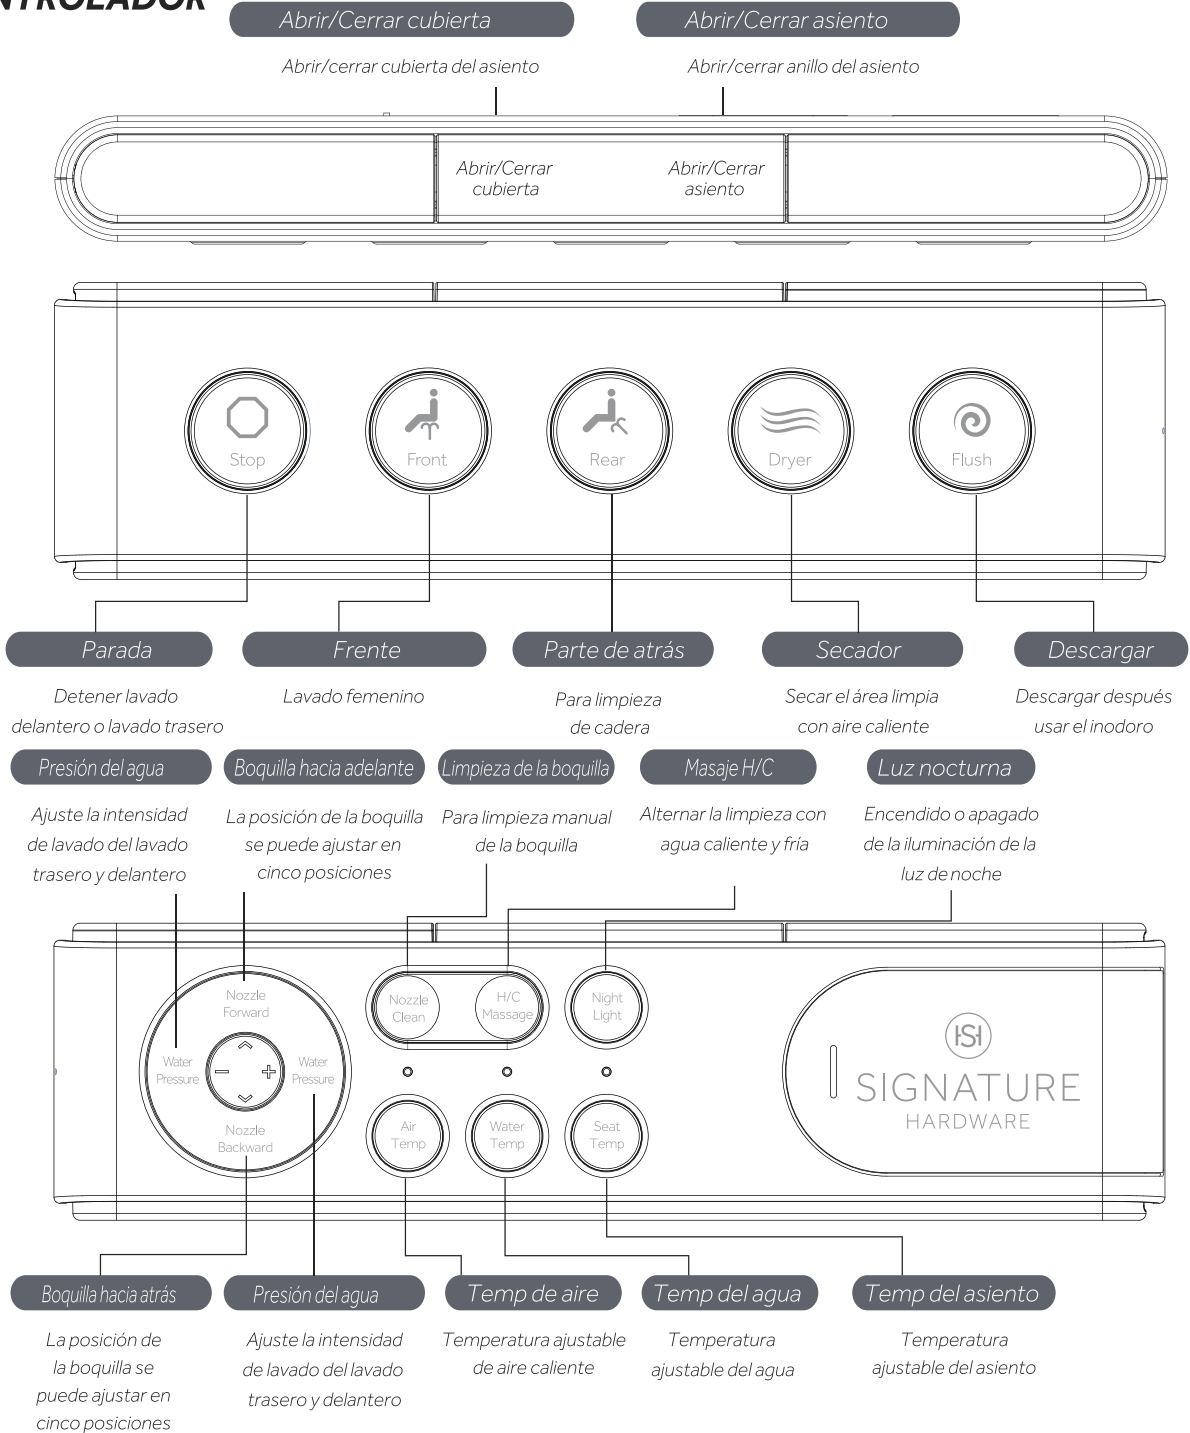 Abrir/Cerrar cubierta
Abrir/Cerrar asiento
Abrir/cerrar cubierta del asiento
Abrir/cerrar anillo del asiento
Abrir/Cerrar
cubierta
Abrir/Cerrar
asiento
Stop
Front
Rear
Dryer
Flush
Parada
Frente
Parte de atrás
Secador
Descargar
Detener lavado
delantero o lavado trasero
Lavado femenino
Para limpieza
de cadera
Secar el área limpia
con aire caliente
Descargar después
usar el inodoro
Presión del agua
Boquilla hacia adelante
Limpieza de la boquilla
Masaje H/C
Luz nocturna
Ajuste la intensidad
de lavado del lavado
trasero y delantero
La posición de la boquilla
se puede ajustar en
cinco posiciones
Para limpieza manual
de la boquilla
Alternar la limpieza con
agua caliente y fría
Encendido o apagado
de la iluminación de la
luz de noche
Nozzle
Forward
Water
Pressure
Water
Pressure
Nozzle
Backward
Nozzle
Clean
H/C
Massage
Night
Light
Air
Temp
Water
Temp
Seat
Temp
SIGNATURE
HARDWARE
Boquilla hacia atrás
Presión del agua
Temp de aire
Temp del agua
Temp del asiento
La posición de
la boquilla se
puede ajustar en
cinco posiciones
Ajuste la intensidad
de lavado del lavado
trasero y delantero
Temperatura ajustable
de aire caliente
Temperatura
ajustable del agua
Temperatura
ajustable del asiento